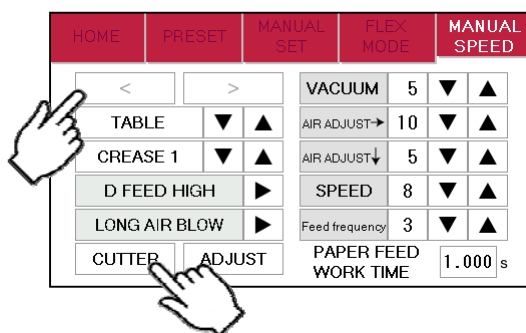 HOME PRESET MANUAL SET FLEX MODE MANUAL SPEED
< >
TABLE ▼ ▲
CREASE 1 ▼ ▲
D FEED HIGH ▶
LONG AIR BLOW ▶
CUTTER ADJUST
VACUUM 5 ▼ ▲
AIR ADJUST→ 10 ▼ ▲
AIR ADJUST↓ 5 ▼ ▲
SPEED 8 ▼ ▲
Feed frequency 3 ▼ ▲
PAPER FEED
WORK TIME 1.000 s